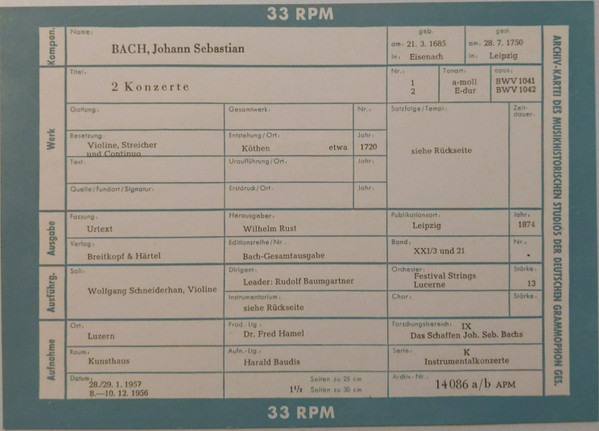 33 RPM
Kompon.
Name:
BACH, Johann Sebastian
geb.
am: 21. 3. 1685
in: Eisenach
gest.
am: 28. 7. 1750
in: Leipzig
Werk
Titel:
2 Konzerte
Nr.:
1
2
Tonart:
a-moll
E-dur
opus:
BWV 1041
BWV 1042
Gattung:
Gesamtwerk:
Nr.:
Satzfolge/Tempi:
siehe Rückseite
Zeit-
dauer:
Besetzung:
Violine, Streicher
und Continuo
Entstehung/Ort:
Köthen
etwa
Jahr:
1720
Text:
Uraufführung/Ort:
Jahr:
Quelle/Fundort/Signatur:
Erstdruck/Ort:
Jahr:
Ausgabe
Fassung:
Urtext
Herausgeber:
Wilhelm Rust
Publikationsort:
Leipzig
Jahr:
1874
Verlag:
Breitkopf & Härtel
Editionsreihe/Nr.:
Bach-Gesamtausgabe
Band:
XXI/3 und 21
Nr.:
Ausführg.
Soli:
Wolfgang Schneiderhan, Violine
Dirigent:
Leader: Rudolf Baumgartner
Orchester:
Festival Strings
Lucerne
Stärke:
13
Instrumentarium:
siehe Rückseite
Chor:
Stärke:
Aufnahme
Ort:
Luzern
Prod.-Ltg.:
Dr. Fred Hamel
Forschungsbereich: IX
Das Schaffen Joh. Seb. Bachs
Raum:
Kunsthaus
Aufn.-Ltg.:
Harald Baudis
Serie: K
Instrumentalkonzerte
Datum:
28./29. 1. 1957
8.—10. 12. 1956
1½
Seiten zu 25 cm
Seiten zu 30 cm
Archiv-Nr.:
14 086 a/b APM
ARCHIV-KARTEI DES MUSIKHISTORISCHEN STUDIOS DER DEUTSCHEN GRAMMOPHON GES.
33 RPM